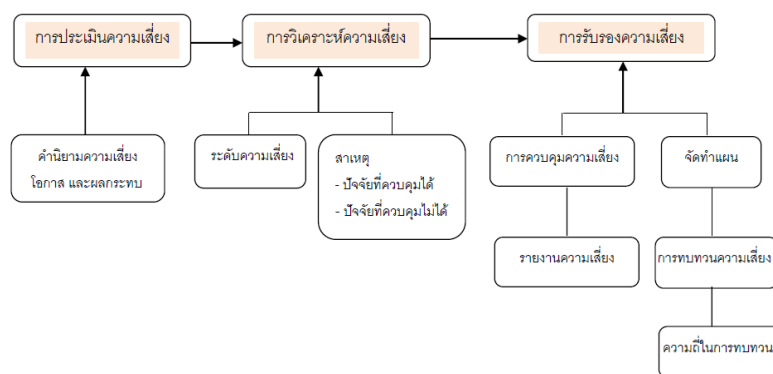 การประเมินความเสี่ยง
การวิเคราะห์ความเสี่ยง
การรับรองความเสี่ยง
คำนิยามความเสี่ยง
โอกาส และผลกระทบ
ระดับความเสี่ยง
สาเหตุ
- ปัจจัยที่ควบคุมได้
- ปัจจัยที่ควบคุมไม่ได้
การควบคุมความเสี่ยง
จัดทำแผน
รายงานความเสี่ยง
การทบทวนความเสี่ยง
ความถี่ในการทบทวน